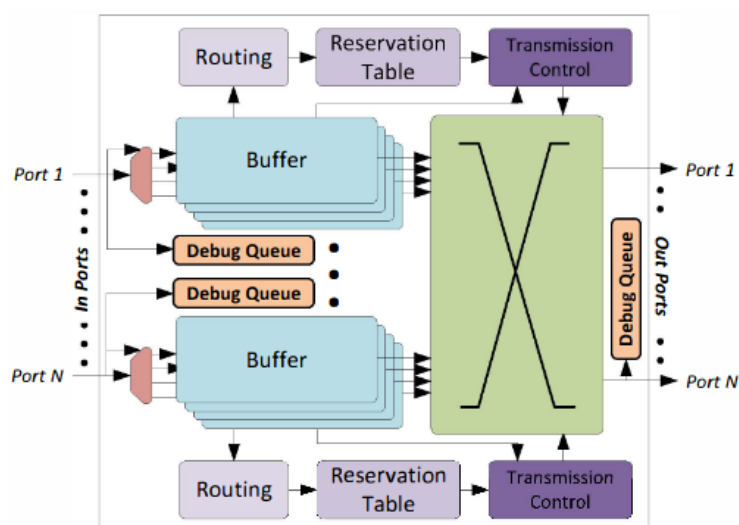 Routing
Reservation
Table
Transmission
Control
Port 1
Buffer
Port 1
Debug Queue
In Ports
Debug Queue
Debug Queue
Out Ports
Port N
Buffer
Port N
Routing
Reservation
Table
Transmission
Control